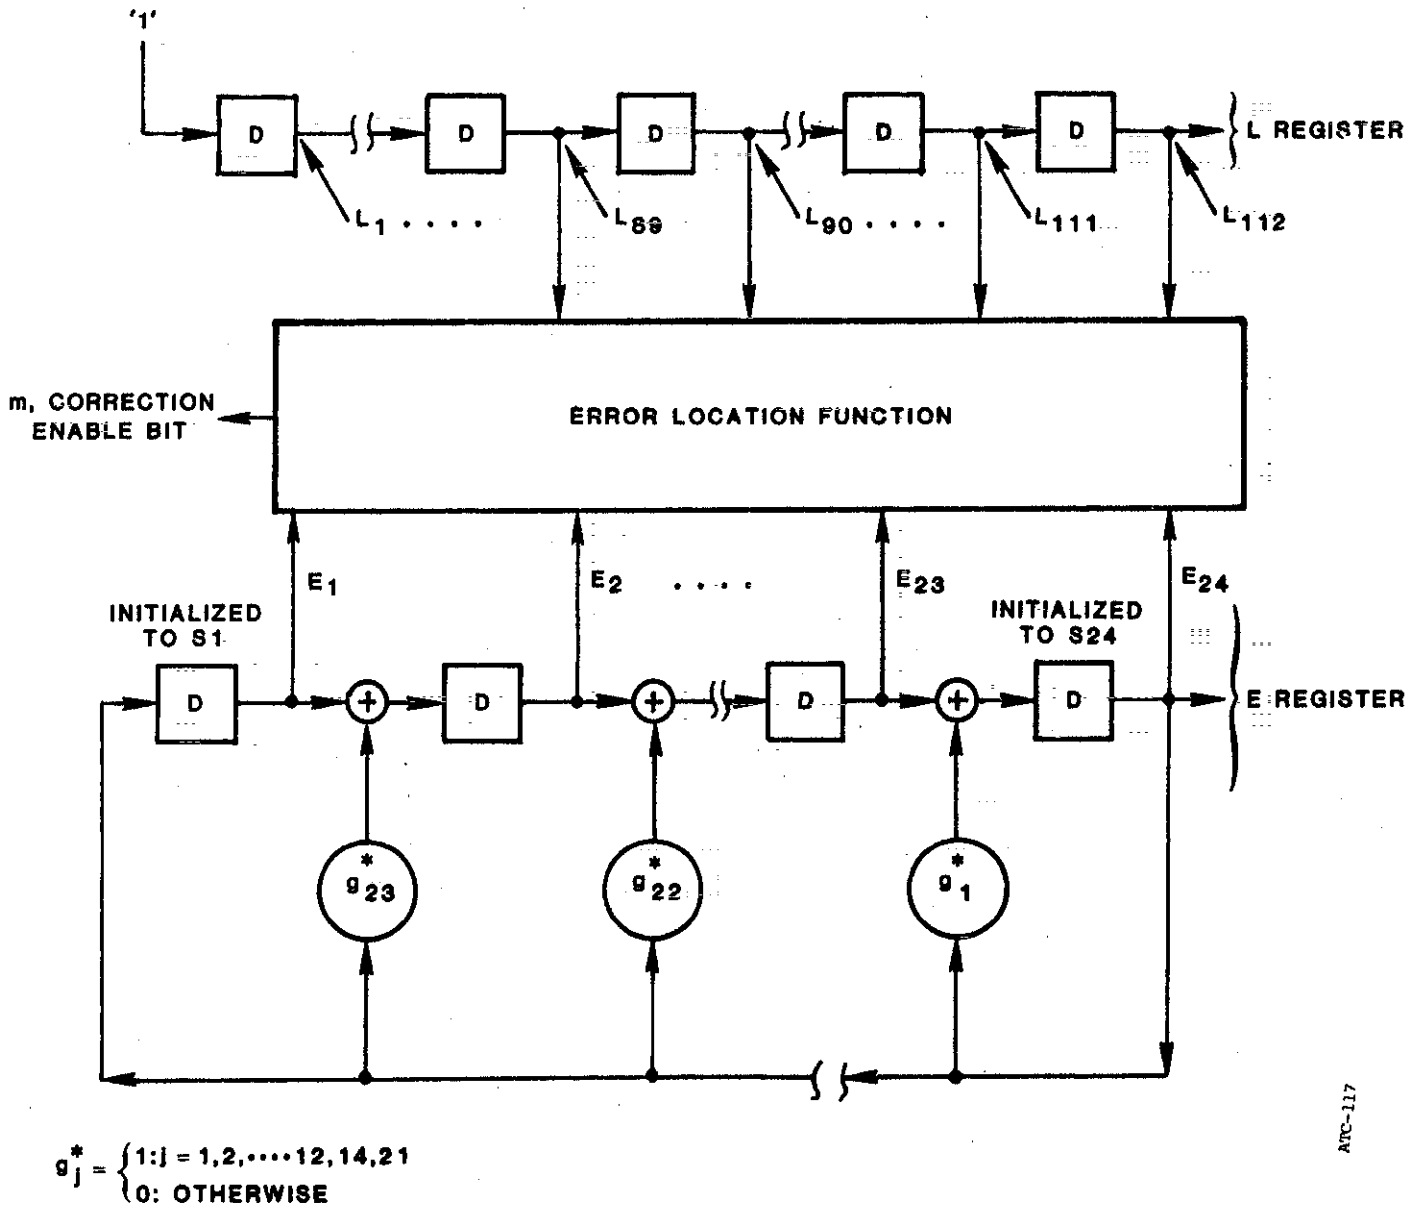 '1'
D D D D D
L REGISTER
L1 . . . . L89 L90 . . . . L111 L112
m, CORRECTION
ENABLE BIT
ERROR LOCATION FUNCTION
E1 E2 . . . . E23 E24
INITIALIZED
TO S1
INITIALIZED
TO S24
D + D + D + D
E REGISTER
g*23 g*22 g*1
g*j = { 1:j = 1,2,····12,14,21
0: OTHERWISE
ATC-117